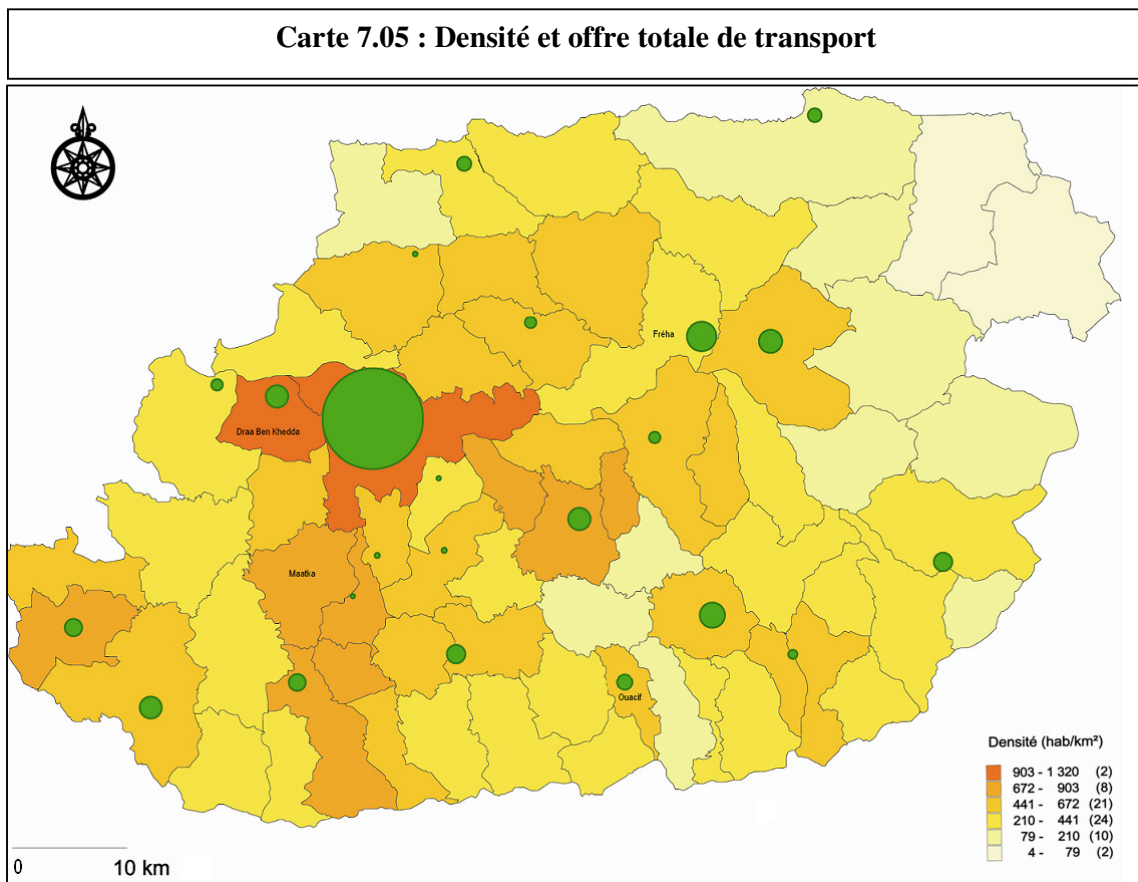 Carte 7.05 : Densité et offre totale de transport
Fréha
Draa Ben Khedda
Maatka
Ouacif
Densité (hab/km²)
903 - 1 320 (2)
672 - 903 (8)
441 - 672 (21)
210 - 441 (24)
79 - 210 (10)
4 - 79 (2)
0 10 km